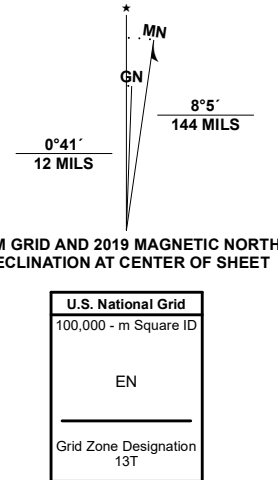 ★
MN
GN
8°5´
144 MILS
0°41´
12 MILS
M GRID AND 2019 MAGNETIC NORTH
ECLINATION AT CENTER OF SHEET
U.S. National Grid
100,000 - m Square ID
EN
Grid Zone Designation
13T